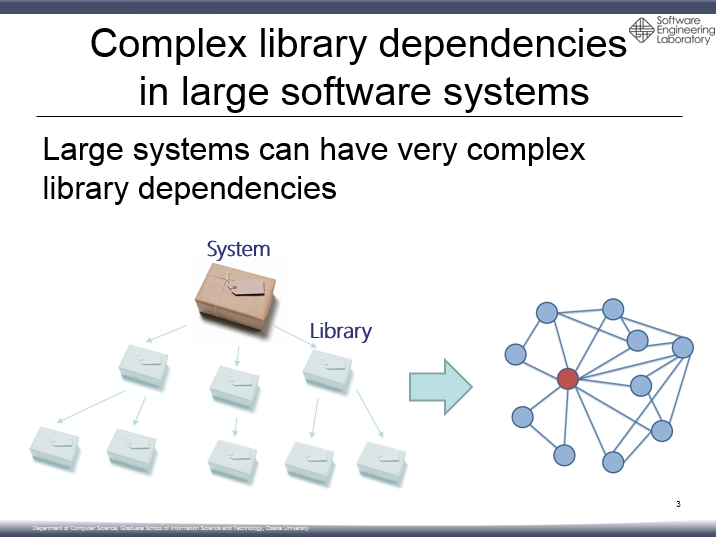 Complex library dependencies
in large software systems
Software
Engineering
Laboratory
Large systems can have very complex
library dependencies
System
Library
3
Department of Computer Science, Graduate School of Information Science and Technology, Osaka University